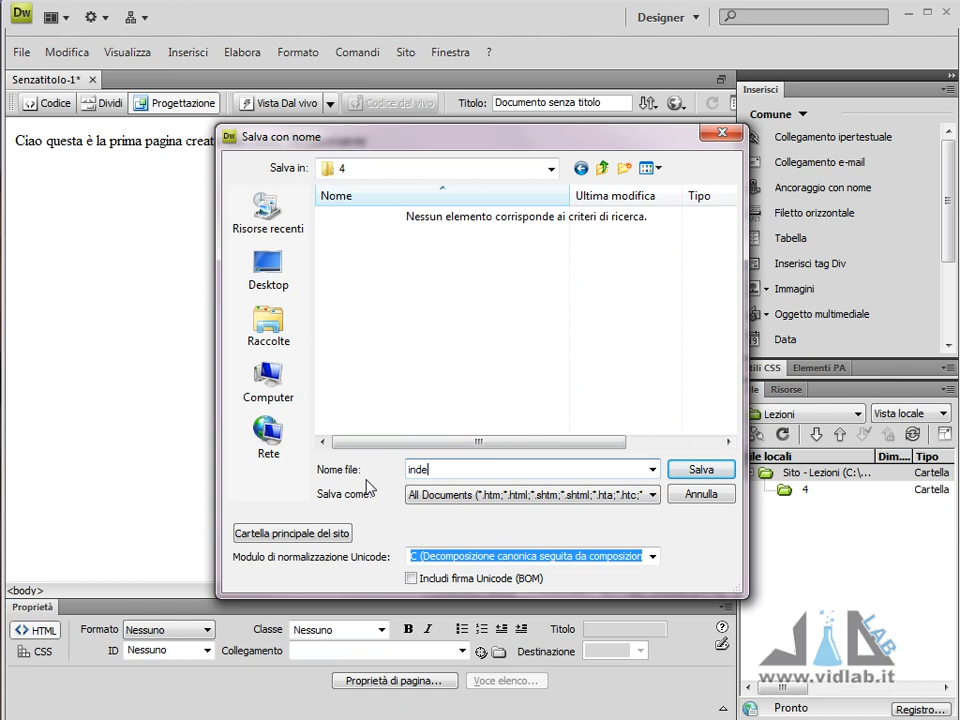 Dw
Designer
File Modifica Visualizza Inserisci Elabora Formato Comandi Sito Finestra ?
Senzatitolo-1*
Codice Dividi Progettazione Vista Dal vivo Codice dal vivo Titolo: Documento senza titolo
Ciao questa è la prima pagina creat
Dw Salva con nome
Salva in: 4
Nome Ultima modifica Tipo
Nessun elemento corrisponde ai criteri di ricerca.
Risorse recenti
Desktop
Raccolte
Computer
Rete
Nome file: inde Salva
Salva come: All Documents (*.htm;*.html;*.shtm;*.shtml;*.hta;*.htc;* Annulla
Cartella principale del sito
Modulo di normalizzazione Unicode: C (Decomposizione canonica seguita da composizion
Includi firma Unicode (BOM)
Inserisci
Comune
Collegamento ipertestuale
Collegamento e-mail
Ancoraggio con nome
Filetto orizzontale
Tabella
Inserisci tag Div
Immagini
Oggetto multimediale
Data
tili CSS Elementi PA
le Risorse
Lezioni Vista locale
ile locali Dim.... Tipo
Sito - Lezioni (C:\... Cartella
4 Cartella
<body>
Proprietà
<> HTML Formato Nessuno Classe Nessuno B I Titolo
CSS ID Nessuno Collegamento Destinazione
Proprietà di pagina... Voce elenco...
LAB
www.vidlab.it
Pronto Registro...